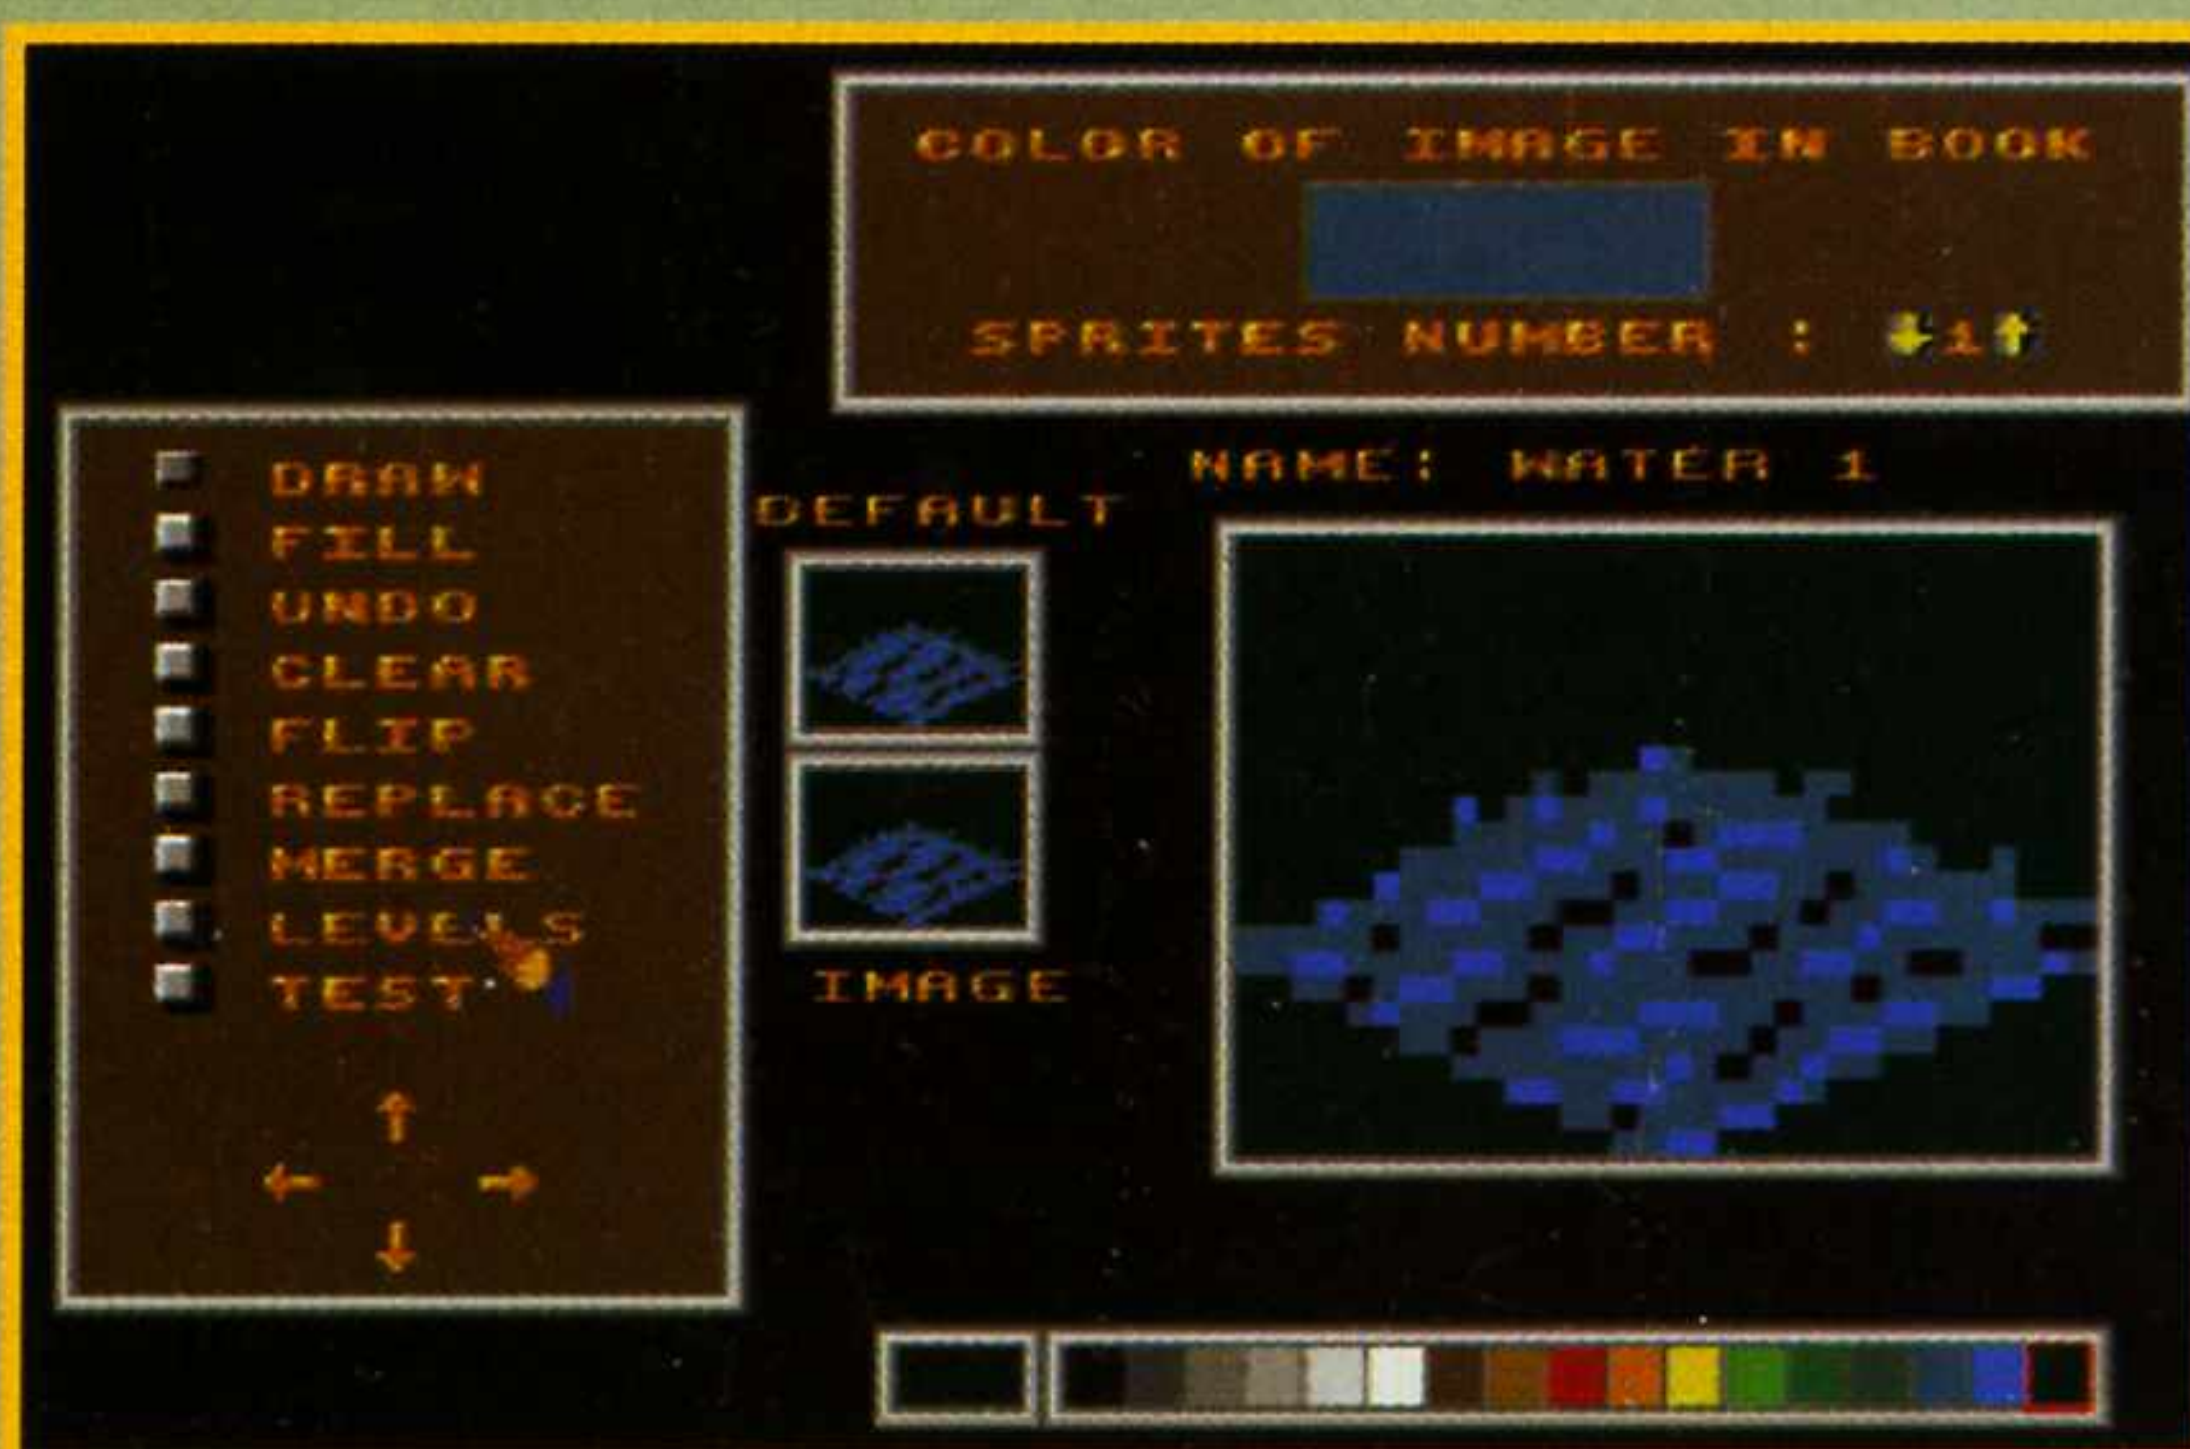 COLOR OF IMAGE IN BOOK
SPRITES NUMBER : 1
DRAW
FILL
UNDO
CLEAR
FLIP
REPLACE
MERGE
LEVELS
TEST
DEFAULT
IMAGE
NAME: WATER 1